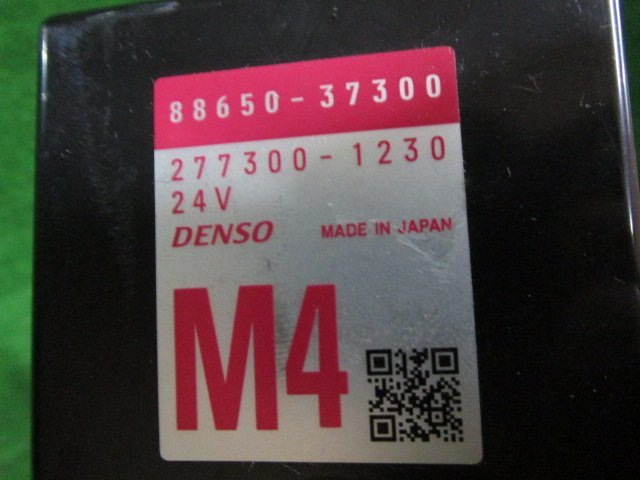 88650-37300
277300-1230
24V
DENSO MADE IN JAPAN
M4